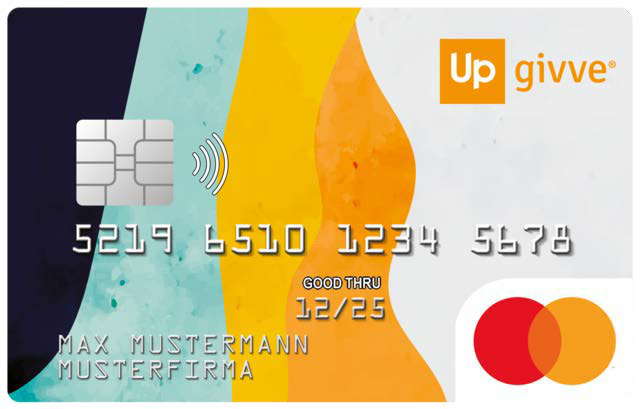 Up givve®
5219 6510 1234 5678
GOOD THRU
12/25
MAX MUSTERMANN
MUSTERFIRMA